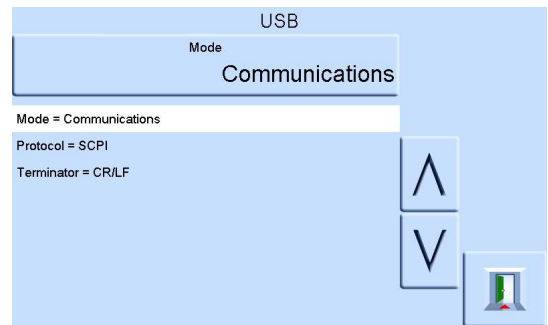 USB
Mode
Communications
Mode = Communications
Protocol = SCPI
Terminator = CR/LF